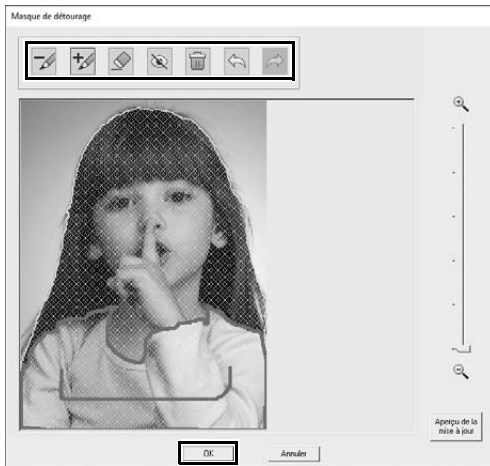 Masque de détourage
Aperçu de la
mise à jour
OK
Annuler